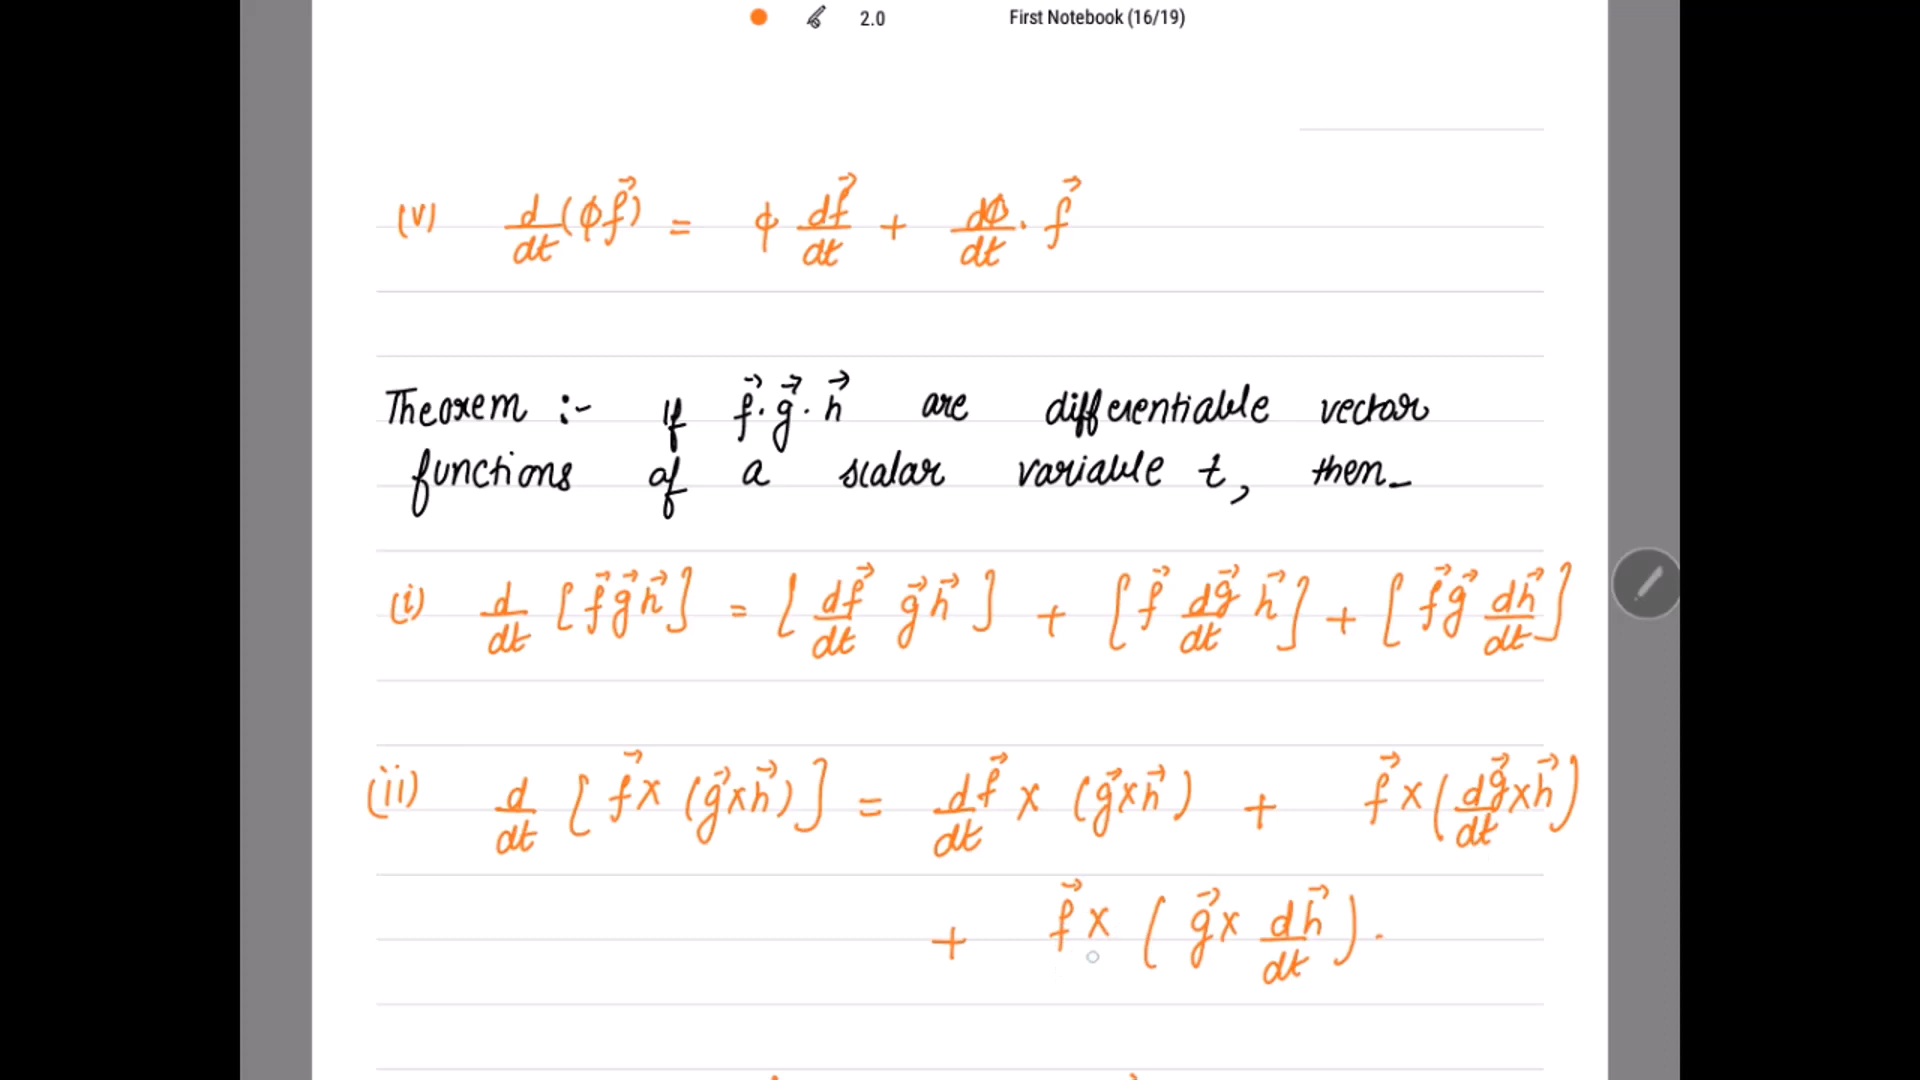 2.0 First Notebook (16/19)
(v) d/dt (ϕf⃗) = ϕ df⃗/dt + dϕ/dt . f⃗
Theorem :- If f⃗ . g⃗ . h⃗ are differentiable vector
functions of a scalar variable t, then_
(i) d/dt [f⃗ g⃗ h⃗] = [df⃗/dt g⃗ h⃗] + [f⃗ dg⃗/dt h⃗] + [f⃗ g⃗ dh⃗/dt]
(ii) d/dt [f⃗ × (g⃗ × h⃗)] = df⃗/dt × (g⃗ × h⃗) + f⃗ × (dg⃗/dt × h⃗)
+ f⃗ × (g⃗ × dh⃗/dt).